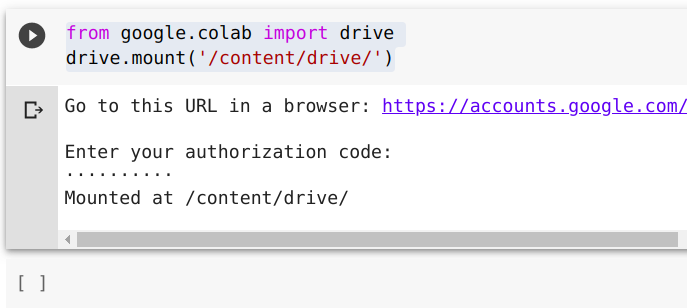 from google.colab import drive
drive.mount('/content/drive/')
Go to this URL in a browser: https://accounts.google.com/
Enter your authorization code:
··········
Mounted at /content/drive/
[ ]